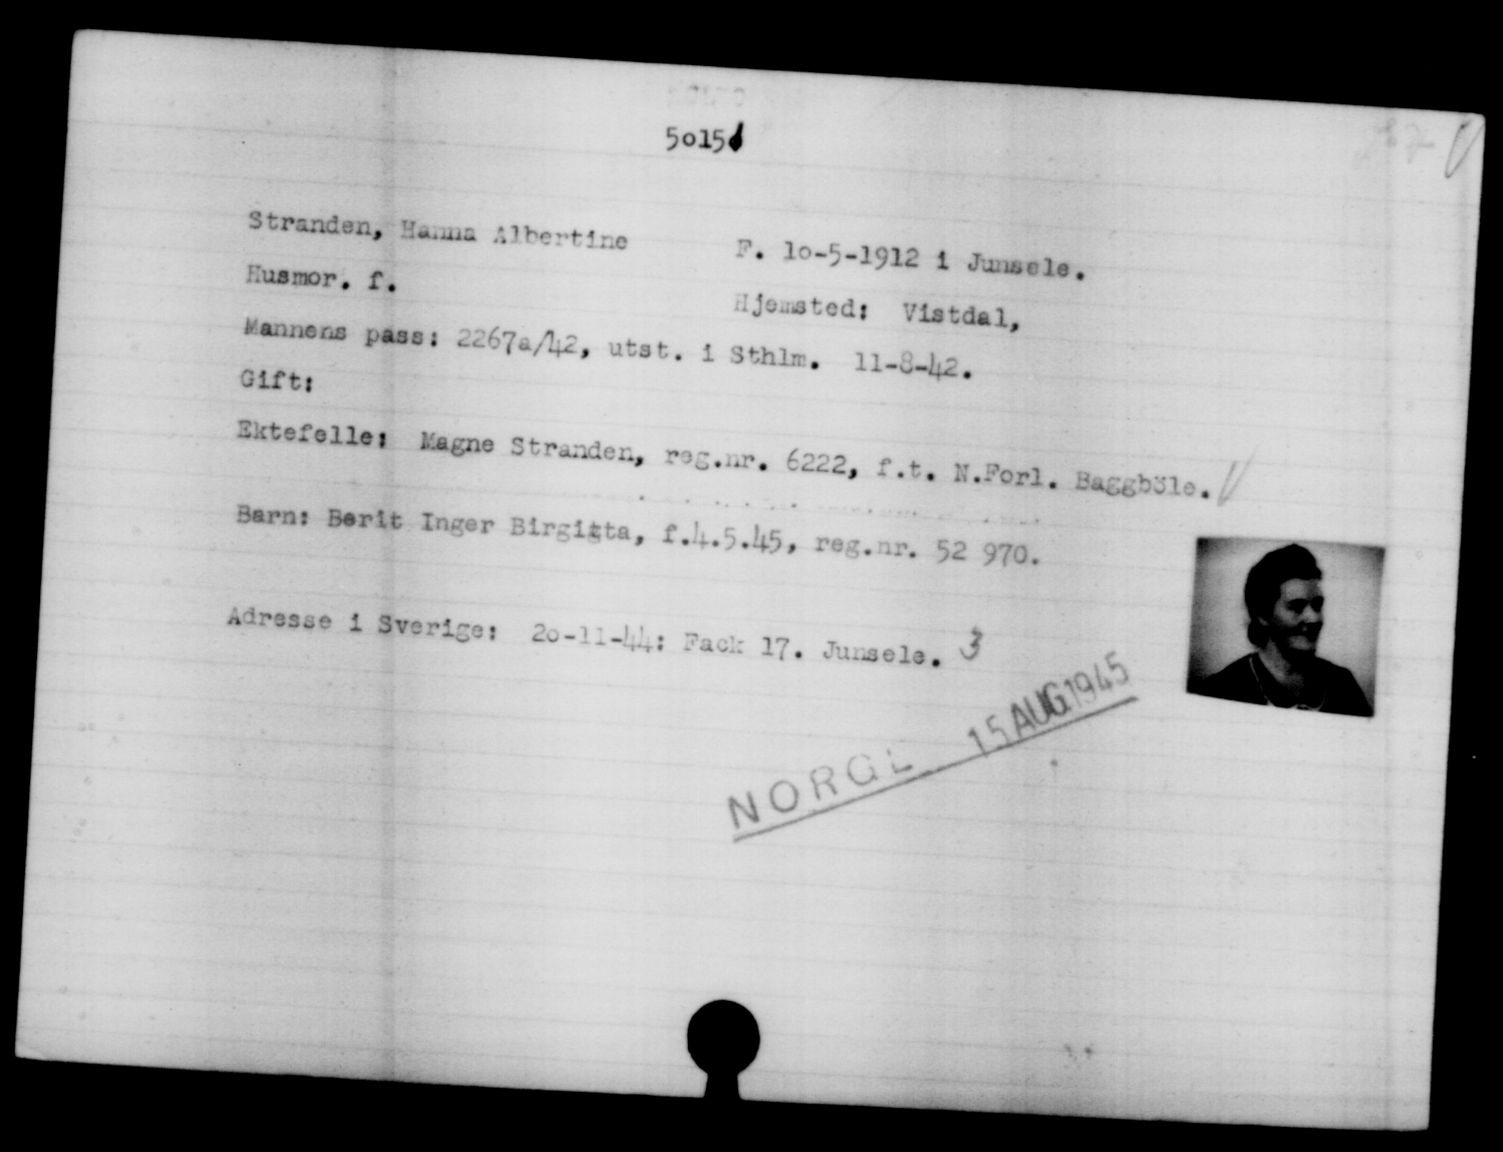 5015
Stranden, Hanna Albertine F. 10-5-1912 i Junsele.
Husmor. f. Hjemsted: Vistdal,
Mannens pass: 2267a/42, utst. i Sthlm. 11-8-42.
Gift:
Ektefelle: Magne Stranden, reg.nr. 6222, f.t. N.Forl. Baggböle.
Barn: Berit Inger Birgitta, f.4.5.45, reg.nr. 52 970.
Adresse i Sverige: 20-11-44: Fack 17. Junsele. 3
NORGE 15 AUG 1945